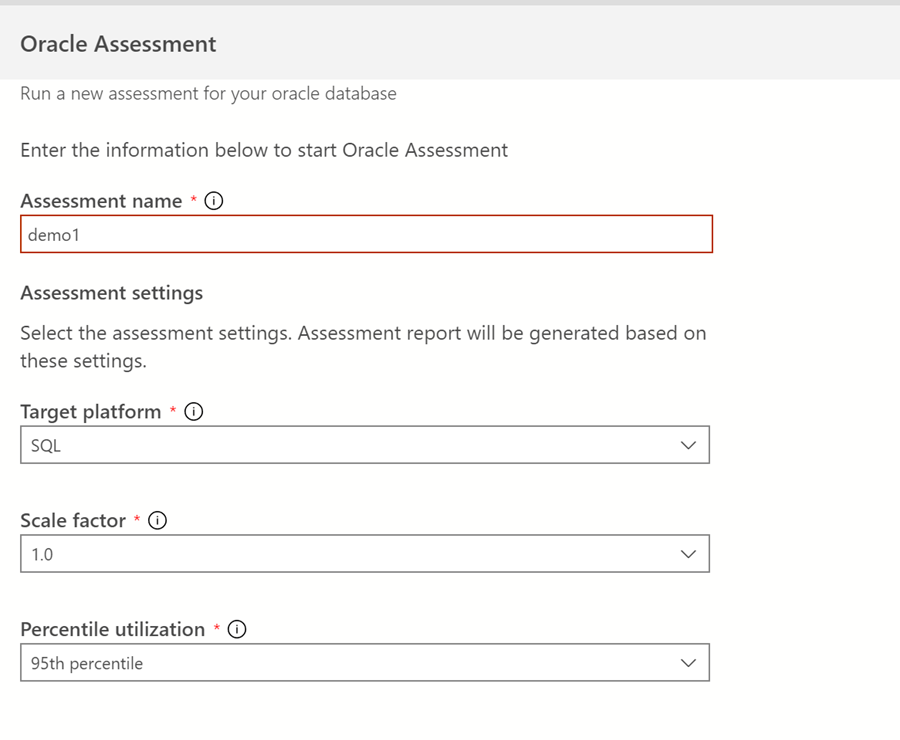 Oracle Assessment
Run a new assessment for your oracle database
Enter the information below to start Oracle Assessment
Assessment name *
demo1
Assessment settings
Select the assessment settings. Assessment report will be generated based on
these settings.
Target platform *
SQL
Scale factor *
1.0
Percentile utilization *
95th percentile